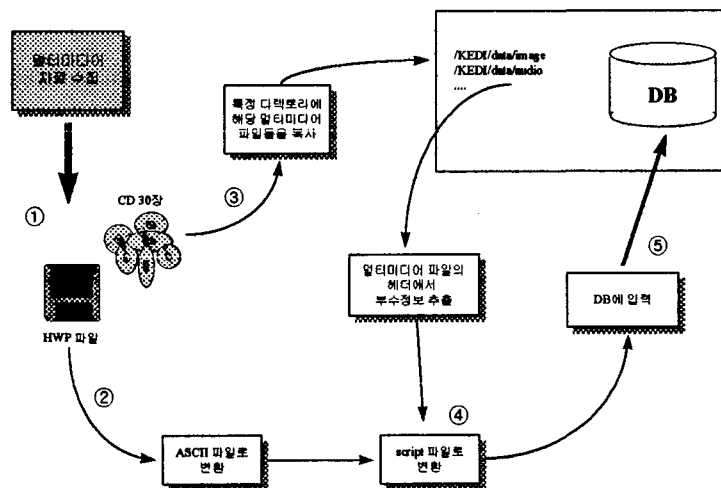 멀티미디어
자료 수집
/KEDI/data/image
/KEDI/data/audio
....
DB
특정 디렉토리에
해당 멀티미디어
파일들을 복사
③
①
CD 30장
⑤
멀티미디어 파일의
헤더에서
부수정보 추출
DB에 입력
HWP 파일
②
④
ASCII 파일로
변환
script 파일로
변환